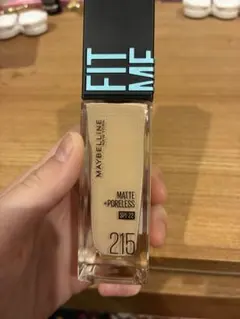 FIT
ME
MAYBELLINE
NEW YORK
MATTE
+PORELESS
SPF 22
215